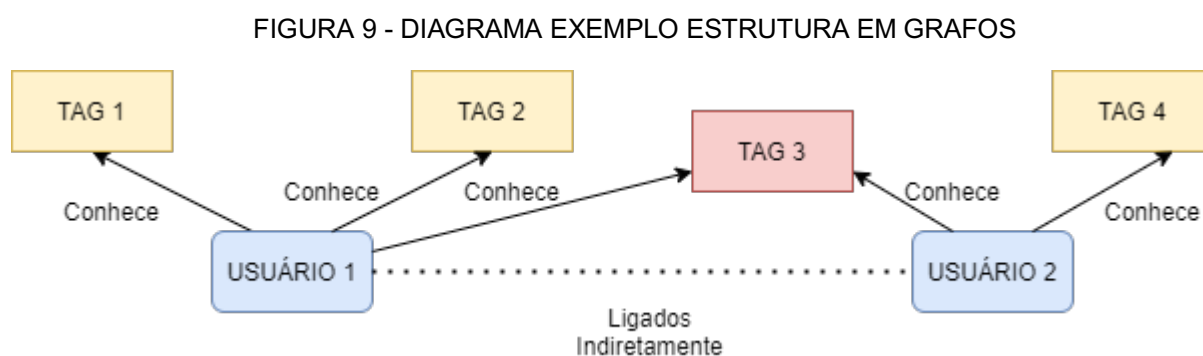 FIGURA 9 - DIAGRAMA EXEMPLO ESTRUTURA EM GRAFOS
TAG 1
TAG 2
TAG 3
TAG 4
Conhece
Conhece
Conhece
Conhece
Conhece
USUÁRIO 1
USUÁRIO 2
Ligados
Indiretamente